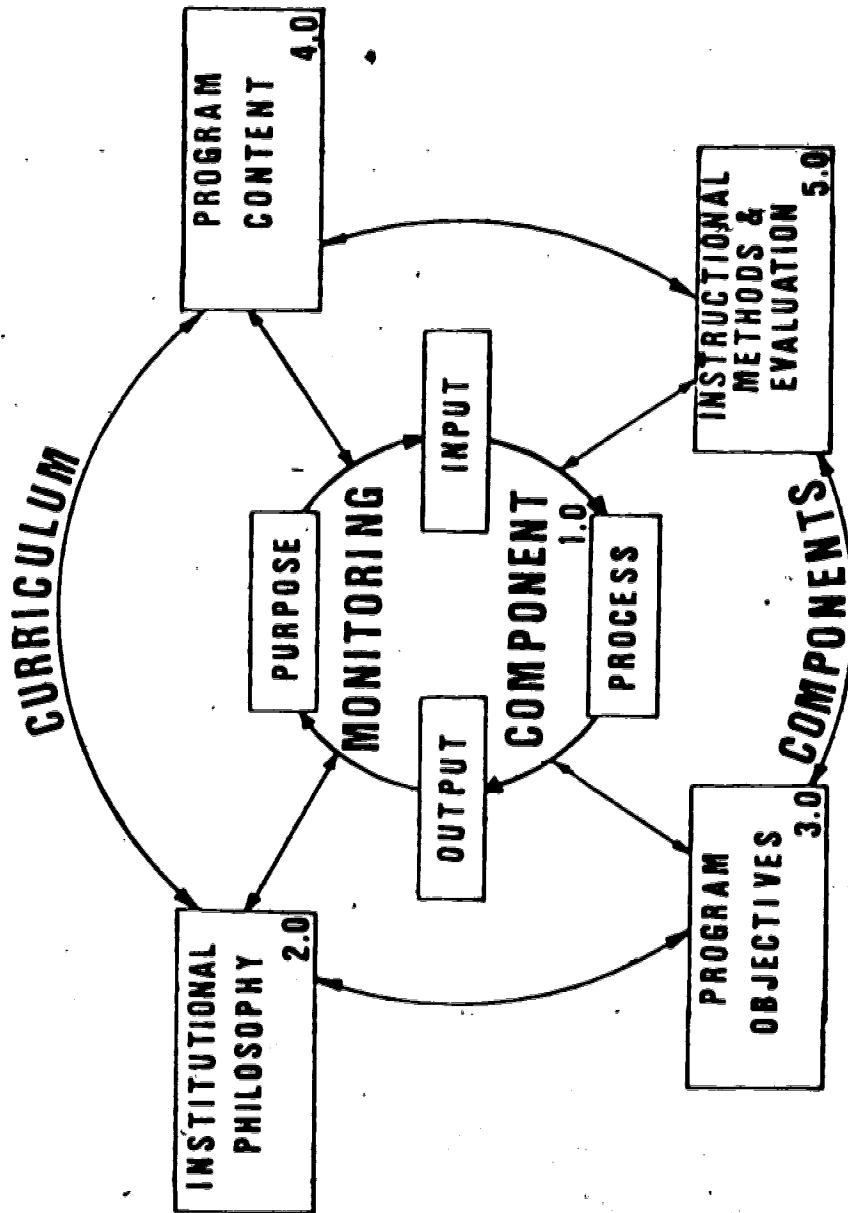 CURRICULUM
INSTITUTIONAL
PHILOSOPHY
2.0
PROGRAM
CONTENT
4.0
PURPOSE
MONITORING
OUTPUT
INPUT
COMPONENT
1.0
PROCESS
PROGRAM
OBJECTIVES
3.0
INSTRUCTIONAL
METHODS &
EVALUATION
5.0
COMPONENTS